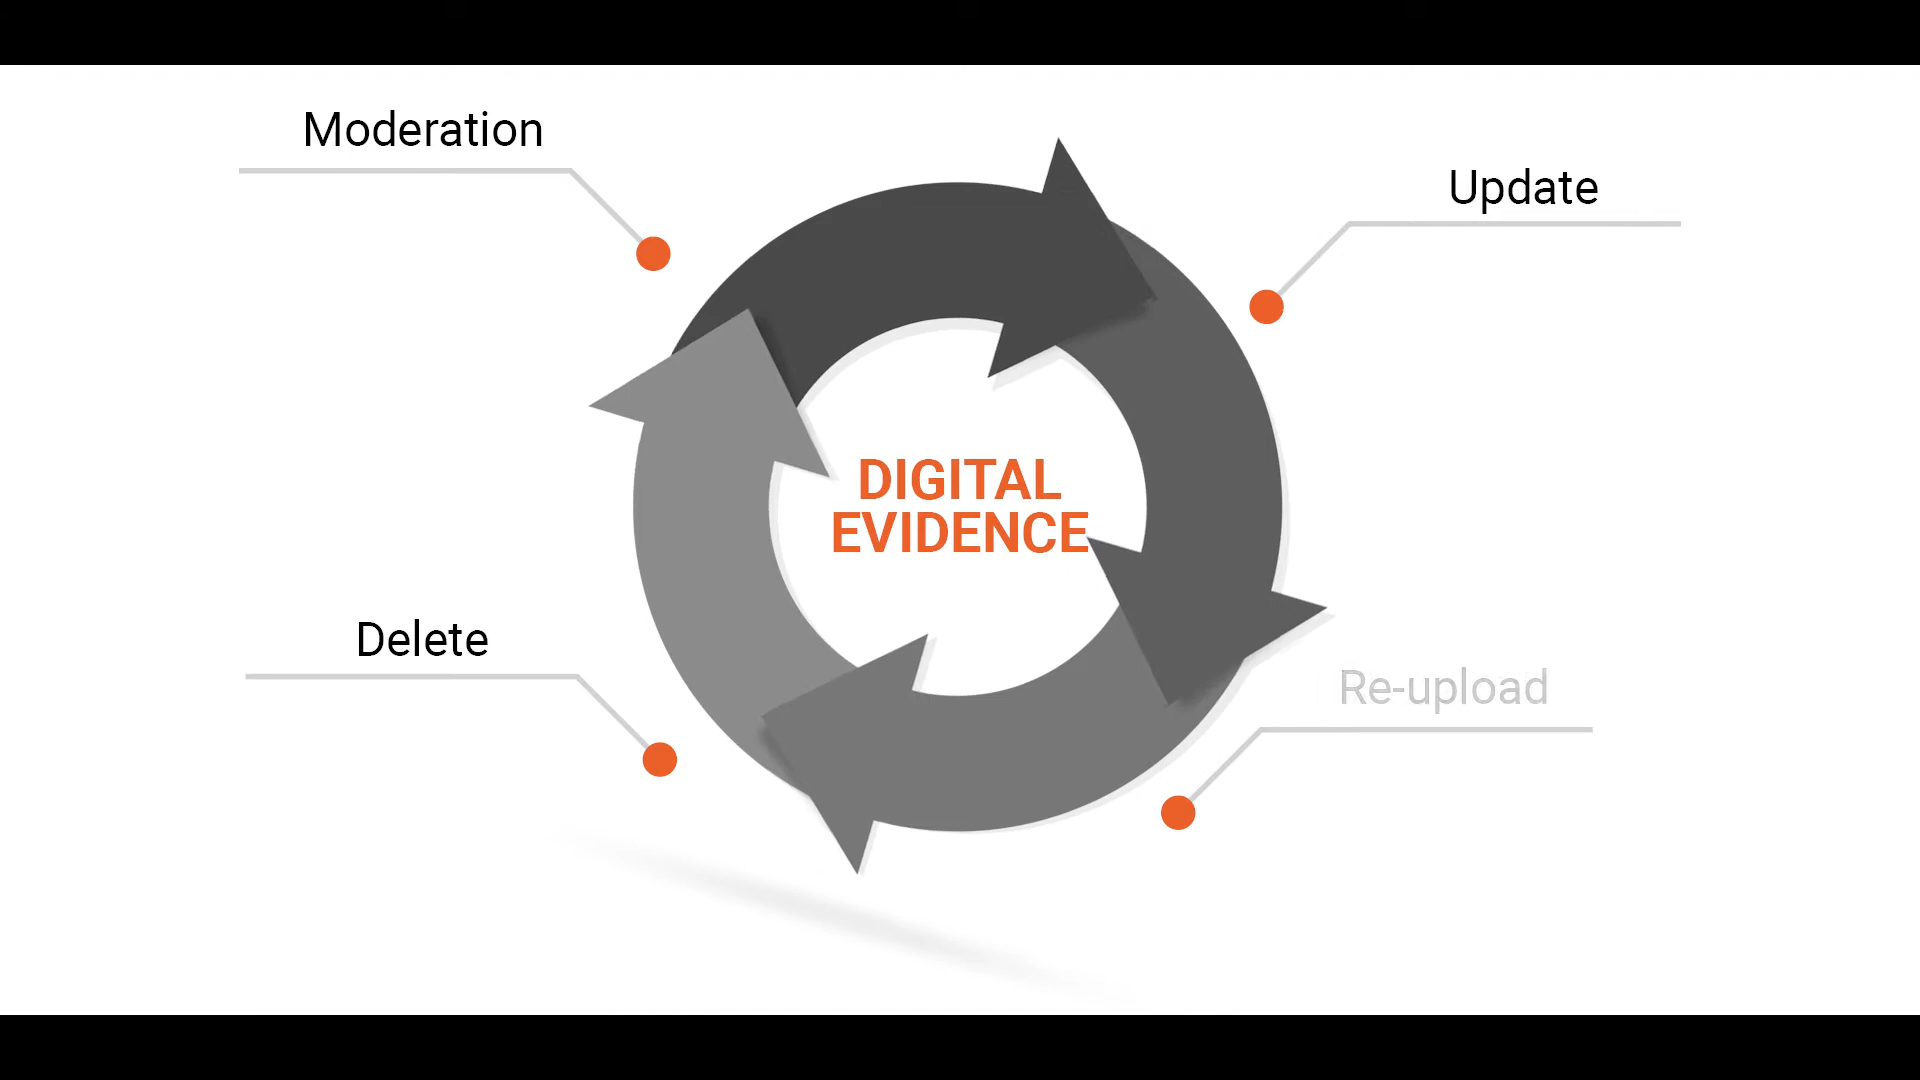 Moderation
Update
DIGITAL
EVIDENCE
Delete
Re-upload